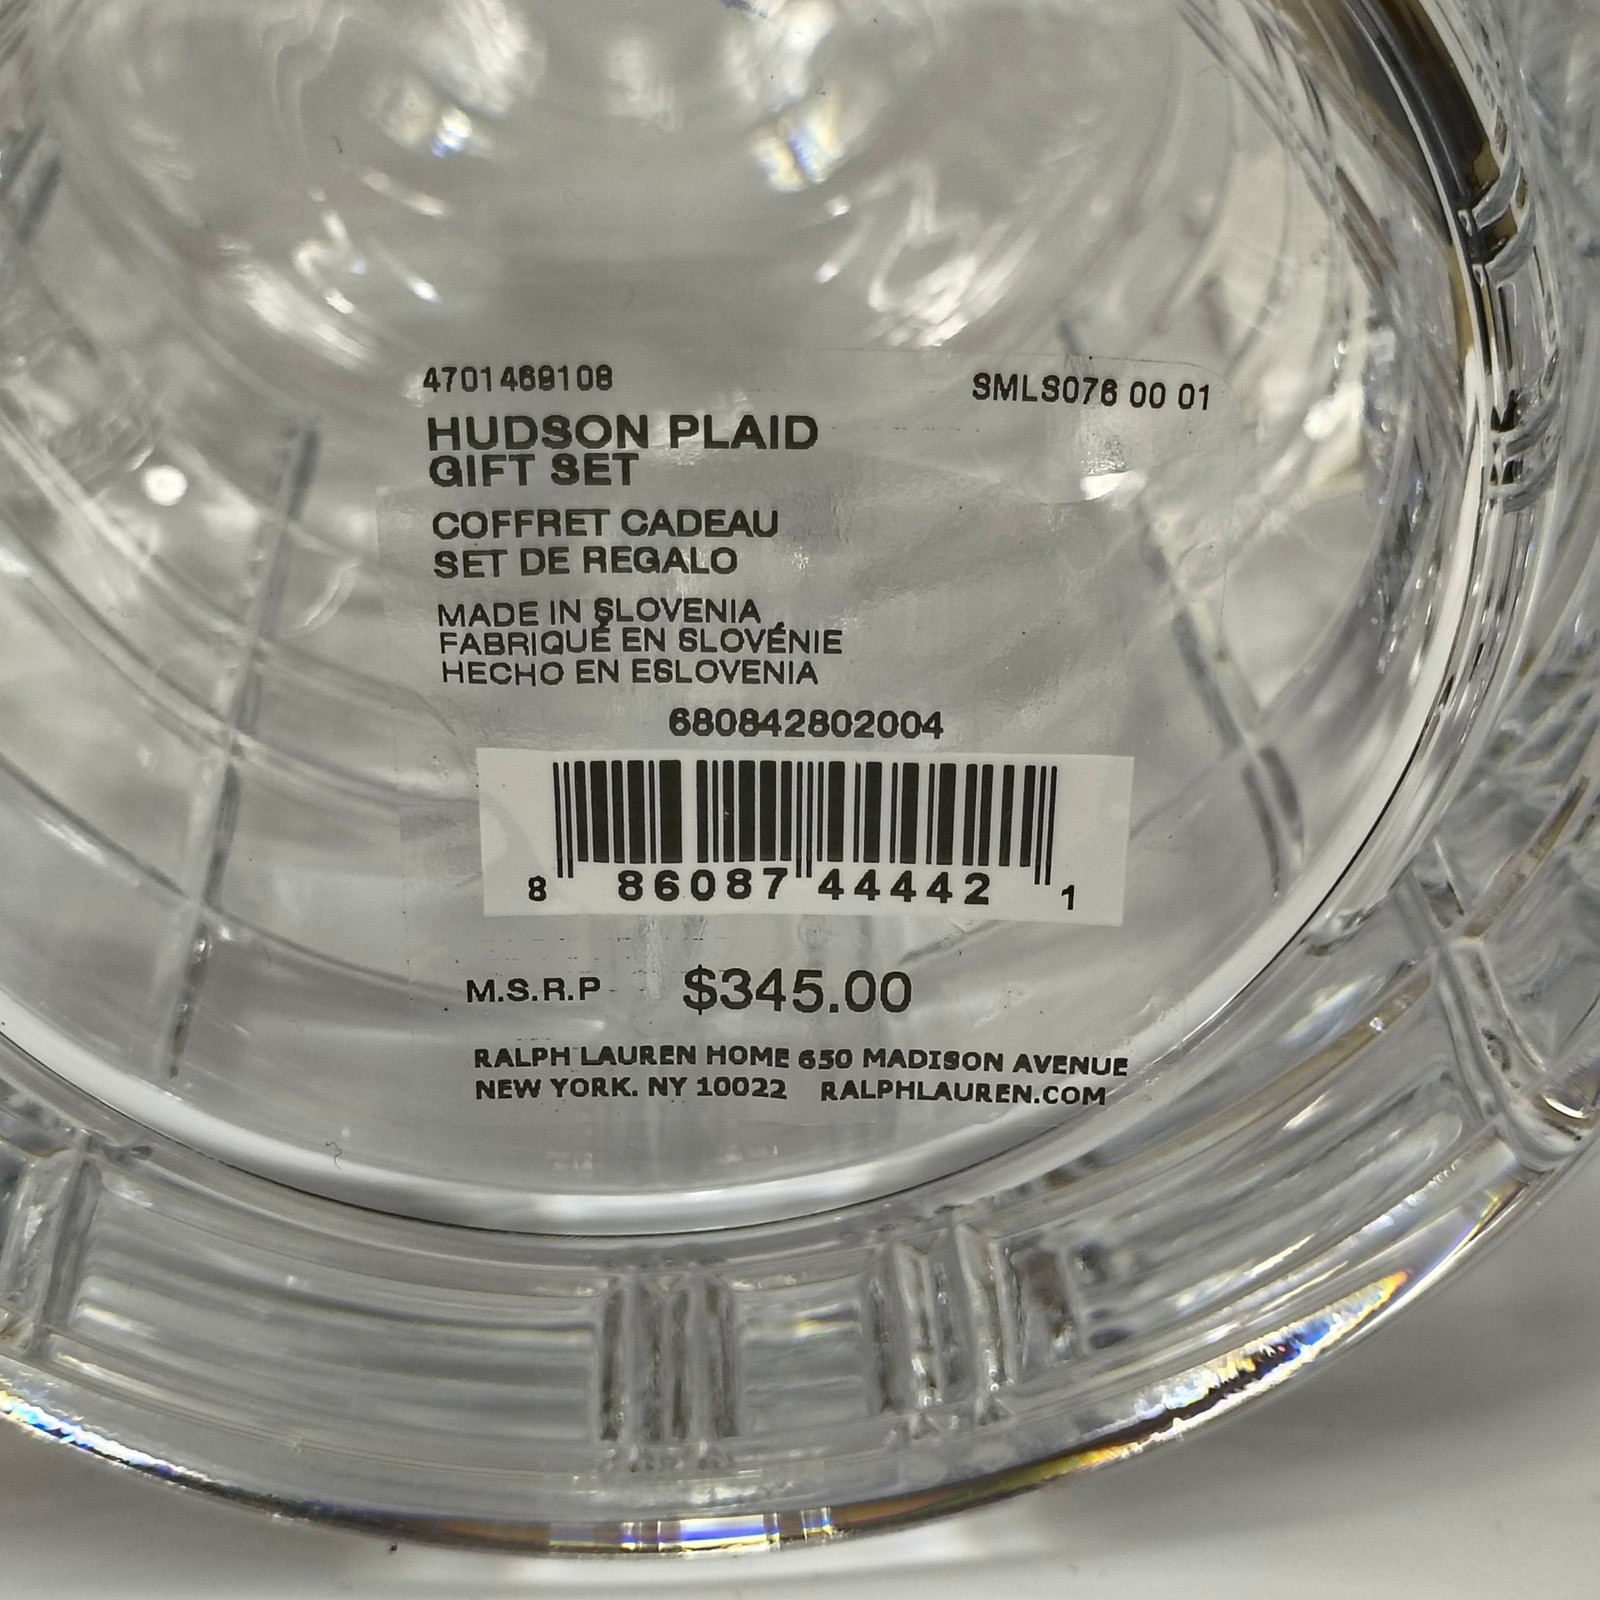 4701469108 SMLS076 00 01
HUDSON PLAID
GIFT SET
COFFRET CADEAU
SET DE REGALO
MADE IN SLOVENIA
FABRIQUÉ EN SLOVÉNIE
HECHO EN ESLOVENIA
680842802004
8 86087 44442 1
M.S.R.P $345.00
RALPH LAUREN HOME 650 MADISON AVENUE
NEW YORK. NY 10022 RALPHLAUREN.COM